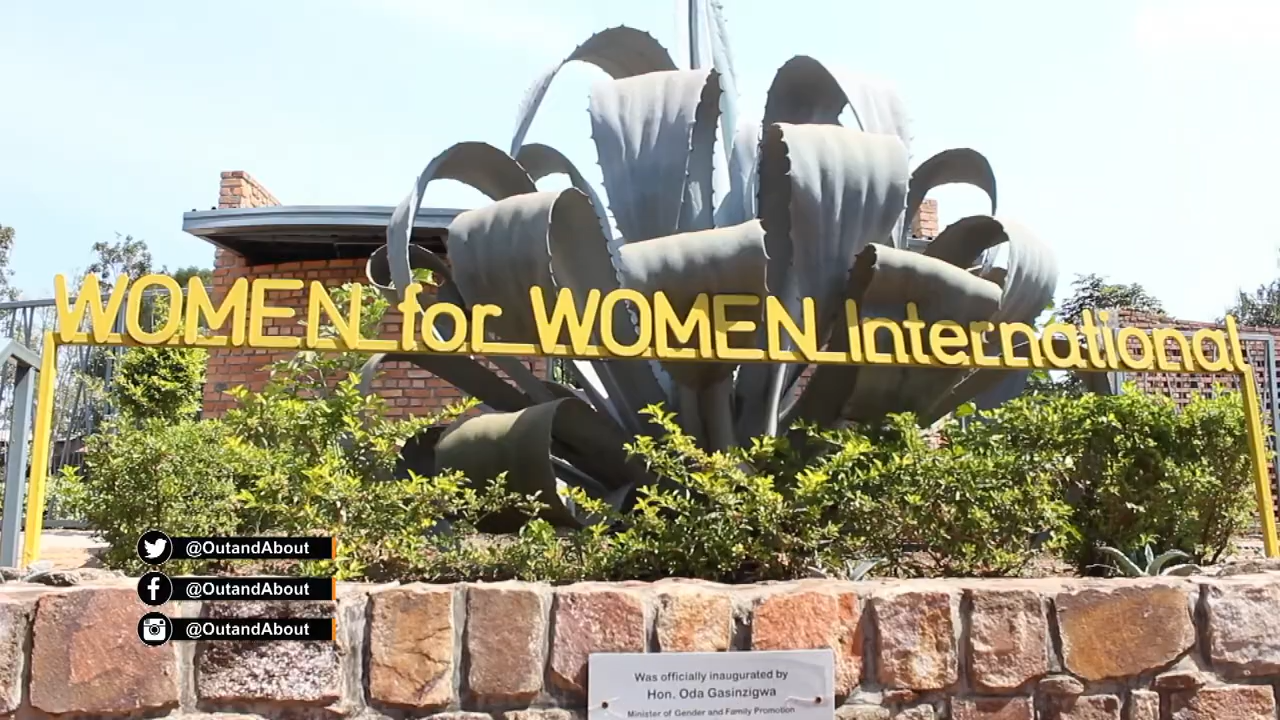 WOMEN for WOMEN International
@OutandAbout
@OutandAbout
@OutandAbout
Was officially inaugurated by
Hon. Oda Gasinzigwa
Minister of Gender and Family Promotion